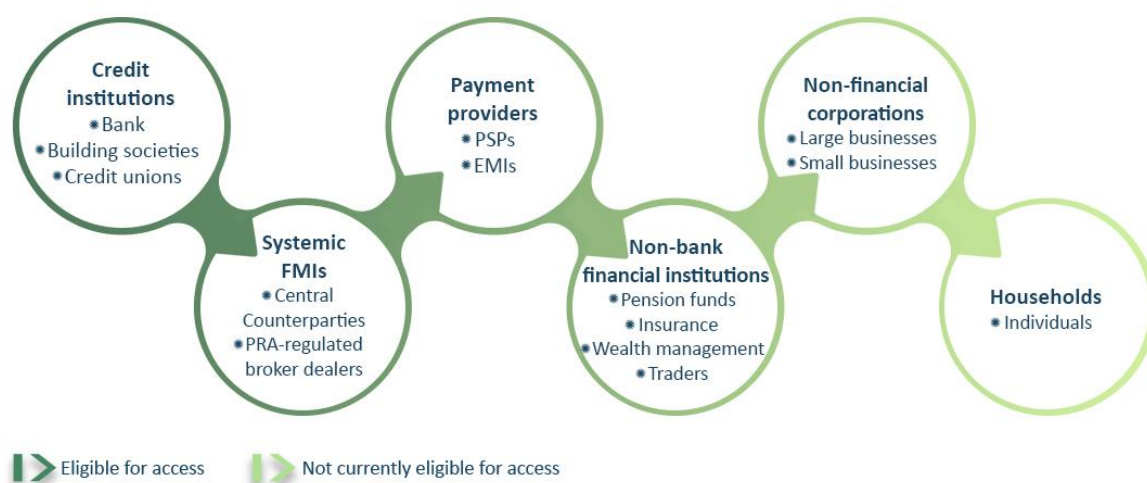 Credit
institutions
✹Bank
✹Building societies
✹Credit unions
Systemic
FMIs
✹Central
Counterparties
✹PRA-regulated
broker dealers
Payment
providers
✹PSPs
✹EMIs
Non-bank
financial institutions
✹Pension funds
✹Insurance
✹Wealth management
✹Traders
Non-financial
corporations
✹Large businesses
✹Small businesses
Households
✹Individuals
Eligible for access
Not currently eligible for access